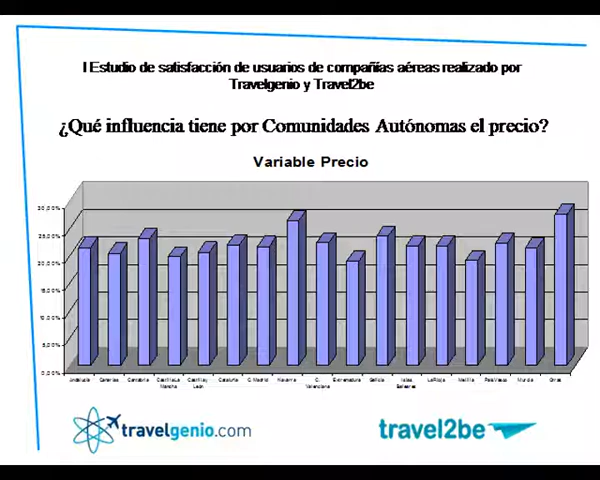 I Estudio de satisfacción de usuarios de compañías aéreas realizado por
Travelgenio y Travel2be
¿Qué influencia tiene por Comunidades Autónomas el precio?
Variable Precio
30,00%
25,00%
20,00%
15,00%
10,00%
5,00%
0,00%
Andalucía Canarias Cantabria Castilla La Castilla y Cataluña C. Madrid Navarra C. Extremadura Galicia Islas La Rioja Melilla País Vasco Murcia Otras
Mancha León Valenciana Baleares
travelgenio.com
travel2be